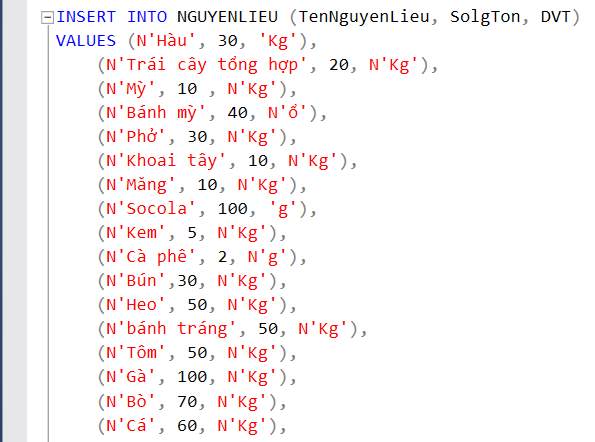 INSERT INTO NGUYENLIEU (TenNguyenLieu, SolgTon, DVT)
VALUES (N'Hàu', 30, 'Kg'),
(N'Trái cây tổng hợp', 20, N'Kg'),
(N'Mỳ', 10 , N'Kg'),
(N'Bánh mỳ', 40, N'ổ'),
(N'Phở', 30, N'Kg'),
(N'Khoai tây', 10, N'Kg'),
(N'Măng', 10, N'Kg'),
(N'Socola', 100, 'g'),
(N'Kem', 5, N'Kg'),
(N'Cà phê', 2, N'g'),
(N'Bún',30, N'Kg'),
(N'Heo', 50, N'Kg'),
(N'bánh tráng', 50, N'Kg'),
(N'Tôm', 50, N'Kg'),
(N'Gà', 100, N'Kg'),
(N'Bò', 70, N'Kg'),
(N'Cá', 60, N'Kg'),